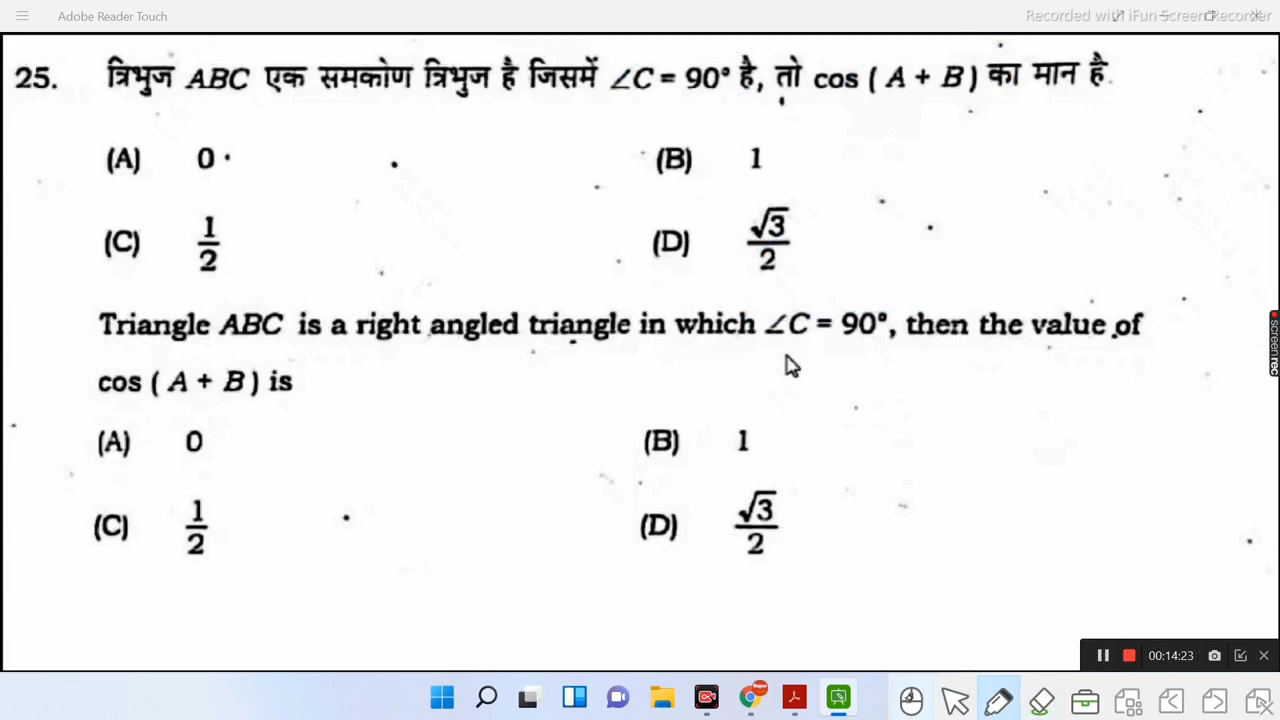 Adobe Reader Touch
Recorded with iFun Screen Recorder
25. त्रिभुज ABC एक समकोण त्रिभुज है जिसमें ∠C = 90° है, तो cos ( A + B ) का मान है
(A) 0 (B) 1
(C) 1/2 (D) √3/2
Triangle ABC is a right angled triangle in which ∠C = 90°, then the value of
cos ( A + B ) is
(A) 0 (B) 1
(C) 1/2 (D) √3/2
screenrec
00:14:23